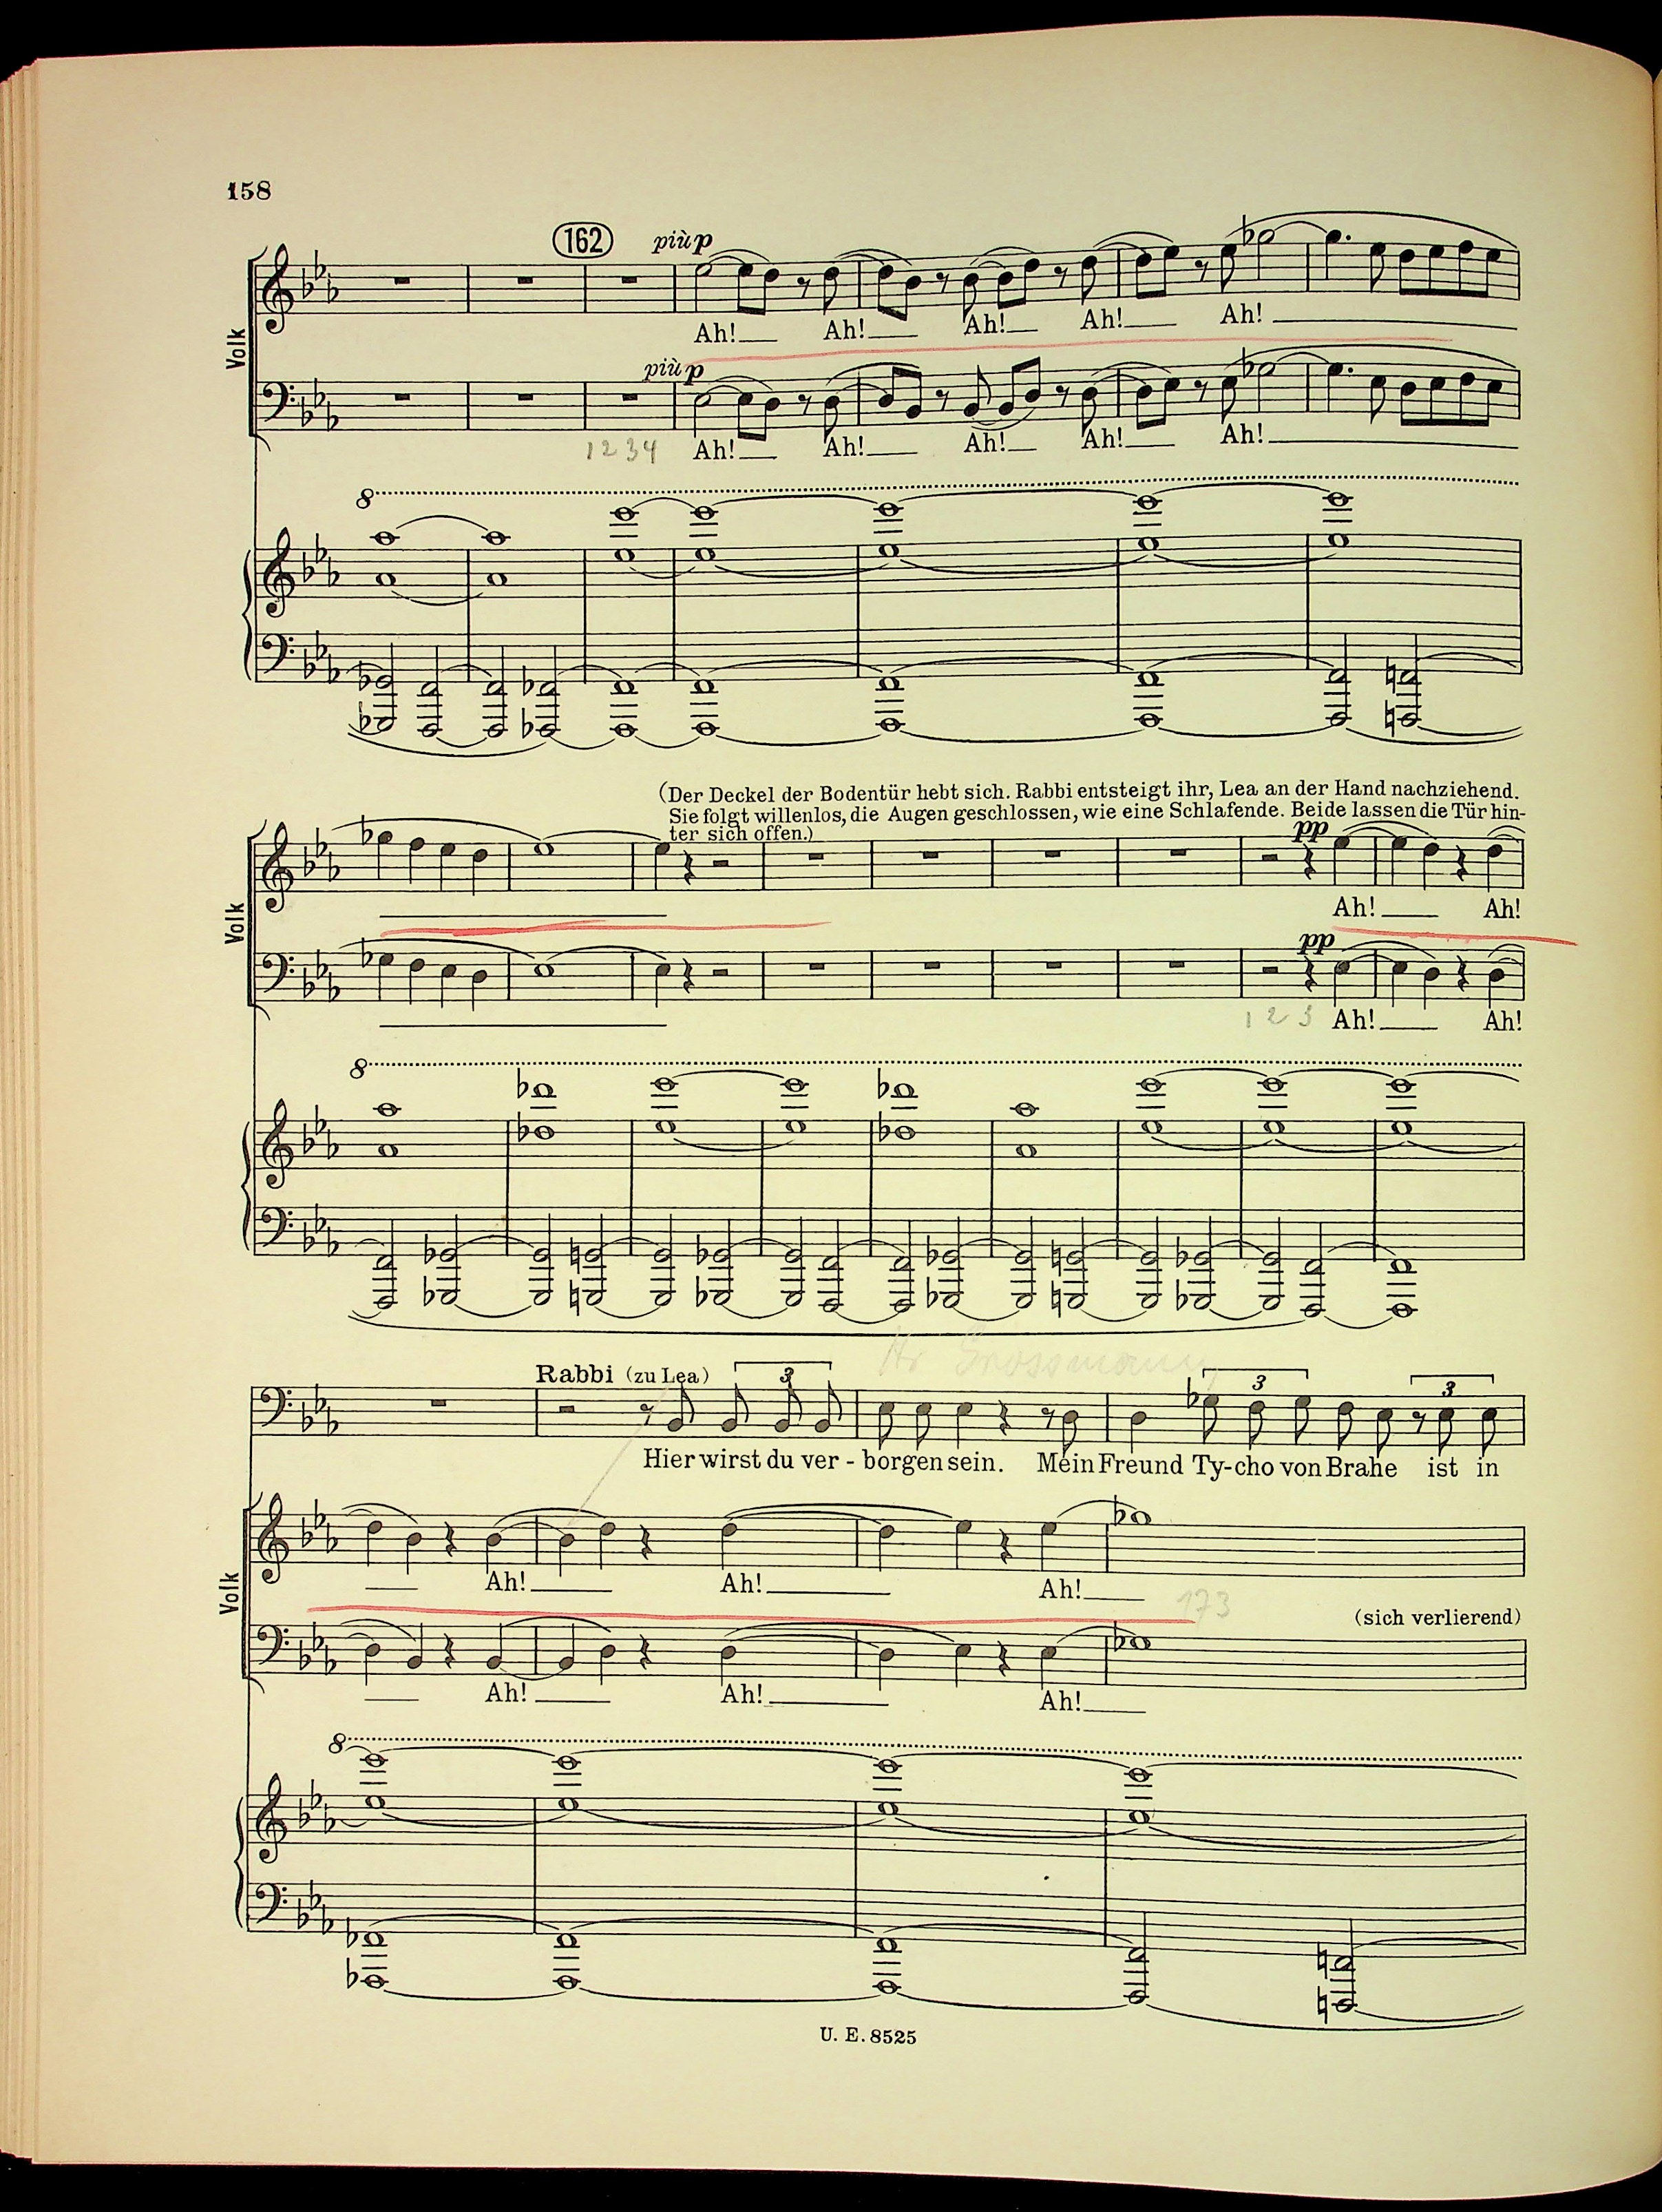 158
162
più p
Volk
Ah! Ah! Ah! Ah! Ah!
più p
1 2 3 4 Ah! Ah! Ah! Ah! Ah!
8
(Der Deckel der Bodentür hebt sich. Rabbi entsteigt ihr, Lea an der Hand nachziehend.
Sie folgt willenlos, die Augen geschlossen, wie eine Schlafende. Beide lassen die Tür hin-
ter sich offen.)
pp
Volk
Ah! Ah!
pp
1 2 3 Ah! Ah!
8
Hr Grossmann
Rabbi (zu Lea) 3 3 3
Hier wirst du ver - borgen sein. Mein Freund Ty-cho von Brahe ist in
Volk
Ah! Ah! Ah!
173
(sich verlierend)
Ah! Ah! Ah!
8
U. E. 8525